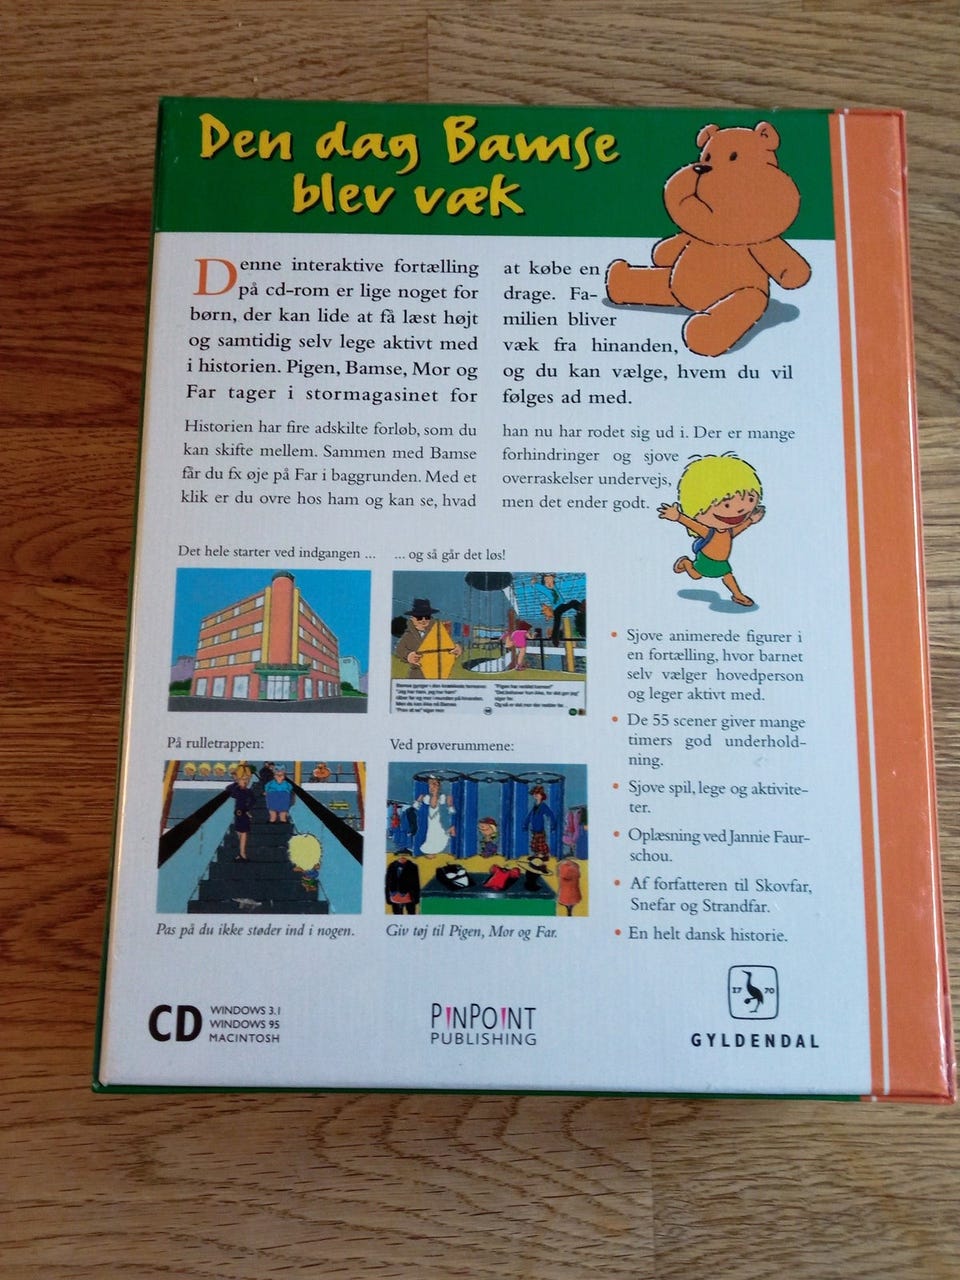 Den dag Bamse
blev væk
Denne interaktive fortælling
på cd-rom er lige noget for
børn, der kan lide at få læst højt
og samtidig selv lege aktivt med
i historien. Pigen, Bamse, Mor og
Far tager i stormagasinet for
at købe en
drage. Fa-
milien bliver
væk fra hinanden,
og du kan vælge, hvem du vil
følges ad med.
Historien har fire adskilte forløb, som du
kan skifte mellem. Sammen med Bamse
får du fx øje på Far i baggrunden. Med et
klik er du ovre hos ham og kan se, hvad
han nu har rodet sig ud i. Der er mange
forhindringer og sjove
overraskelser undervejs,
men det ender godt.
Det hele starter ved indgangen ...
... og så går det løs!
På rulletrappen:
Ved prøverummene:
Pas på du ikke støder ind i nogen.
Giv tøj til Pigen, Mor og Far.
• Sjove animerede figurer i
en fortælling, hvor barnet
selv vælger hovedperson
og leger aktivt med.
• De 55 scener giver mange
timers god underhold-
ning.
• Sjove spil, lege og aktivite-
ter.
• Oplæsning ved Jannie Faur-
schou.
• Af forfatteren til Skovfar,
Snefar og Strandfar.
• En helt dansk historie.
CD
WINDOWS 3.1
WINDOWS 95
MACINTOSH
PINPOINT
PUBLISHING
17 70
GYLDENDAL